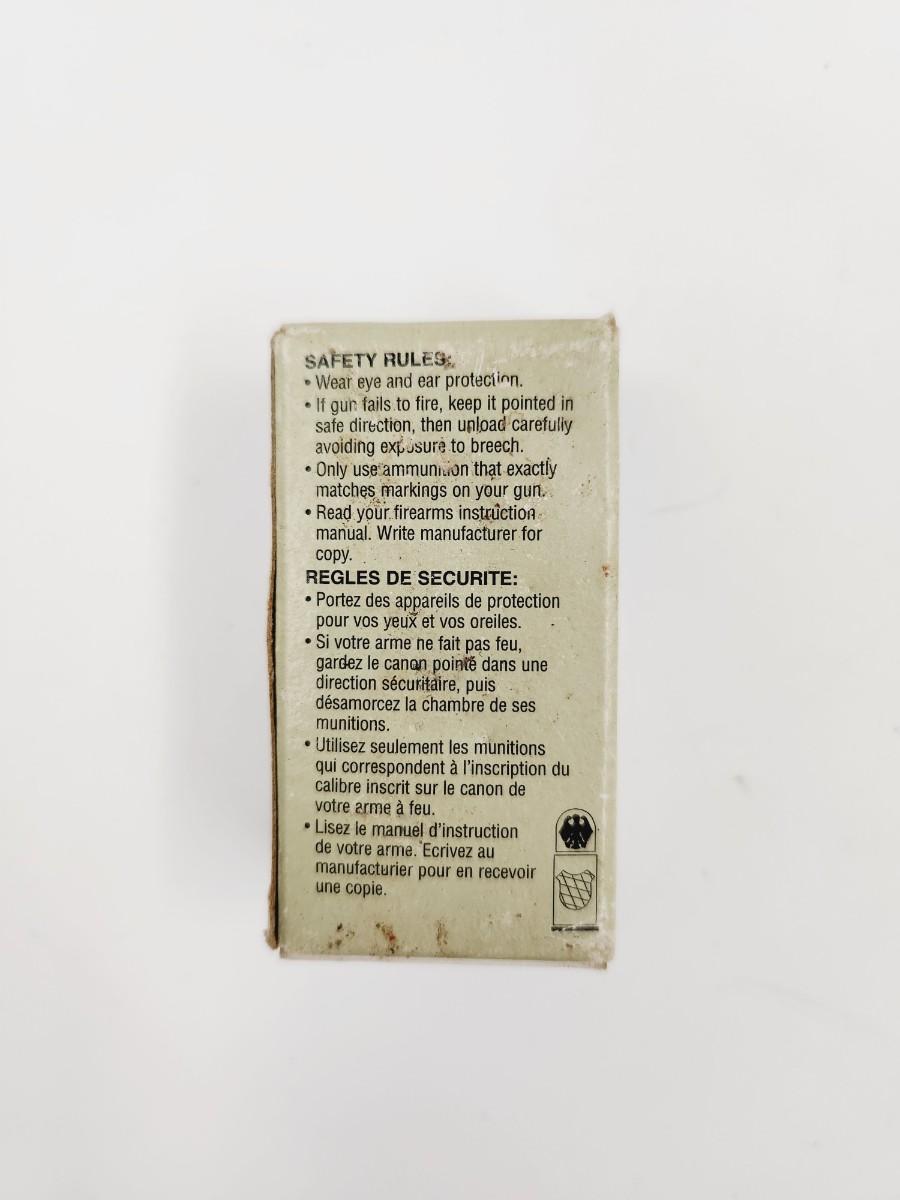 SAFETY RULES:
• Wear eye and ear protection.
• If gun fails to fire, keep it pointed in
safe direction, then unload carefully
avoiding exposure to breech.
• Only use ammunition that exactly
matches markings on your gun.
• Read your firearms instruction
manual. Write manufacturer for
copy.
REGLES DE SECURITE:
• Portez des appareils de protection
pour vos yeux et vos oreiles.
• Si votre arme ne fait pas feu,
gardez le canon pointé dans une
direction sécuritaire, puis
désamorcez la chambre de ses
munitions.
• Utilisez seulement les munitions
qui correspondent à l'inscription du
calibre inscrit sur le canon de
votre arme à feu.
• Lisez le manuel d'instruction
de votre arme. Ecrivez au
manufacturier pour en recevoir
une copie.